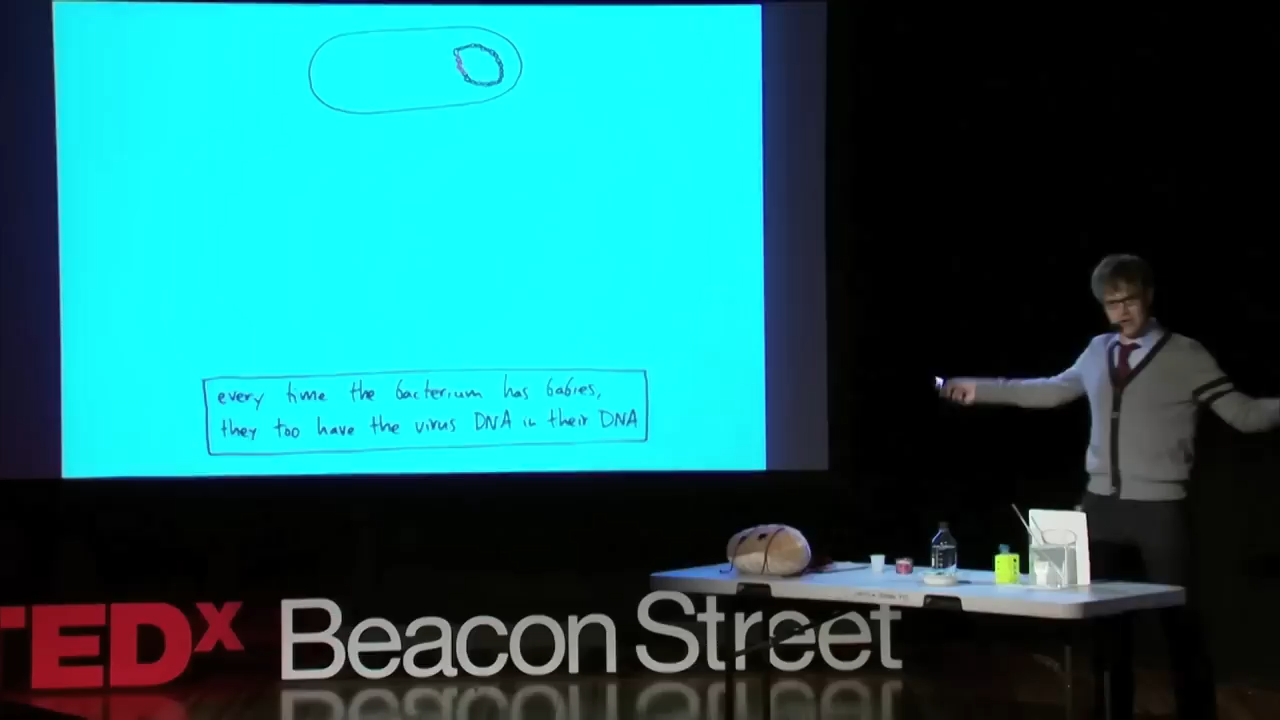 every time the bacterium has babies,
they too have the virus DNA in their DNA
TEDx Beacon Street